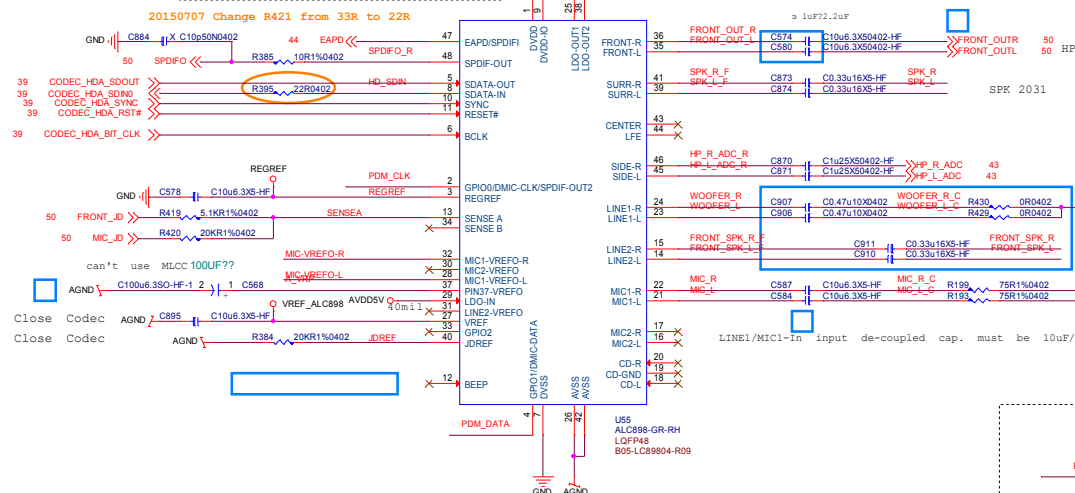 20150707 Change R421 from 33R to 22R
GND
C884
X C10p50N0402
44
EAPD
50
SPDIFO
SPDIF_R
R385
10R1%0402
39
CODEC_HDA_SDOUT
HD_SDIN
39
CODEC_HDA_SDIN0
R395
22R0402
39
CODEC_HDA_SYNC
39
CODEC_HDA_RST#
39
CODEC_HDA_BIT_CLK
REGREF
PDM_CLK
GND
C578
C10u6.3X5-HF
REGREF
50
FRONT_JD
R419
5.1KR1%0402
SENSEA
50
MIC_JD
R420
20KR1%0402
MIC-VREFO-R
can't use MLCC 100UF??
MIC-VREFO-L
AGND
C100u6.3SO-HF-1
2
1
C568
VREF_ALC898
AVDD5V
40mil
Close Codec
AGND
C895
C10u6.3X5-HF
Close Codec
AGND
R384
20KR1%0402
JDREF
PDM_DATA
1
9
25
38
DVDD
DVDD-IO
LDO-OUT1
LDO-OUT2
47 EAPD/SPDIFI
48 SPDIF-OUT
5 SDATA-OUT
8 SDATA-IN
10 SYNC
11 RESET#
6 BCLK
2 GPIO0/DMIC-CLK/SPDIF-OUT2
3 REGREF
13 SENSE A
34 SENSE B
32 MIC1-VREFO-R
30 MIC2-VREFO
28 MIC1-VREFO-L
37 PIN37-VREFO
29 LDO-IN
31 LINE2-VREFO
27 VREF
33 GPIO2
40 JDREF
12 BEEP
GPIO1/DMIC-DATA
DVSS
AVSS
AVSS
4
7
26
42
GND
AGND
FRONT-R 36
FRONT-L 35
SURR-R 41
SURR-L 39
CENTER 43
LFE 44
SIDE-R 46
SIDE-L 45
LINE1-R 24
LINE1-L 23
LINE2-R 15
LINE2-L 14
MIC1-R 22
MIC1-L 21
MIC2-R 17
MIC2-L 16
CD-R 20
CD-GND 19
CD-L 18
U55
ALC898-GR-RH
LQFP48
B05-LC89804-R09
1uF?2.2uF
FRONT_OUT_R
C574
C10u6.3X50402-HF
FRONT_OUTR
50
HP
FRONT_OUT_L
C580
C10u6.3X50402-HF
FRONT_OUTL
50
SPK_R_F
C873
C0.33u16X5-HF
SPK_R
SPK_L_F
C874
C0.33u16X5-HF
SPK_L
SPK 2031
HP_R_ADC_R
C870
C1u25X50402-HF
HP_R_ADC
43
HP_L_ADC_R
C871
C1u25X50402-HF
HP_L_ADC
43
WOOFER_R
C907
C0.47u10X0402
WOOFER_R_C
R430
0R0402
WOOFER_L
C906
C0.47u10X0402
WOOFER_L_C
R429
0R0402
FRONT_SPK_R_F
C911
C0.33u16X5-HF
FRONT_SPK_R
FRONT_SPK_L_F
C910
C0.33u16X5-HF
FRONT_SPK_L
MIC_R
C587
C10u6.3X5-HF
MIC_R_C
R199
75R1%0402
MIC_L
C584
C10u6.3X5-HF
MIC_L_C
R193
75R1%0402
LINE1/MIC1-In input de-coupled cap. must be 10uF/